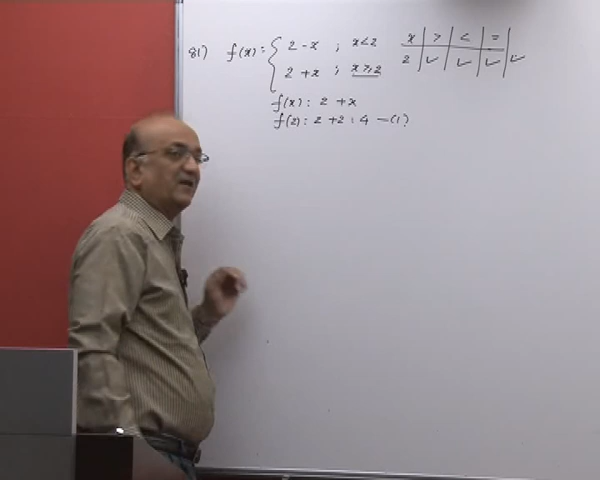 81) f(x): { 2 - x ; x < 2
2 + x ; x ≥ 2
x | > | < | =
2 | ✓ | ✓ | ✓ | ✓
f(x): 2 + x
f(2): 2 + 2 : 4 —(1)